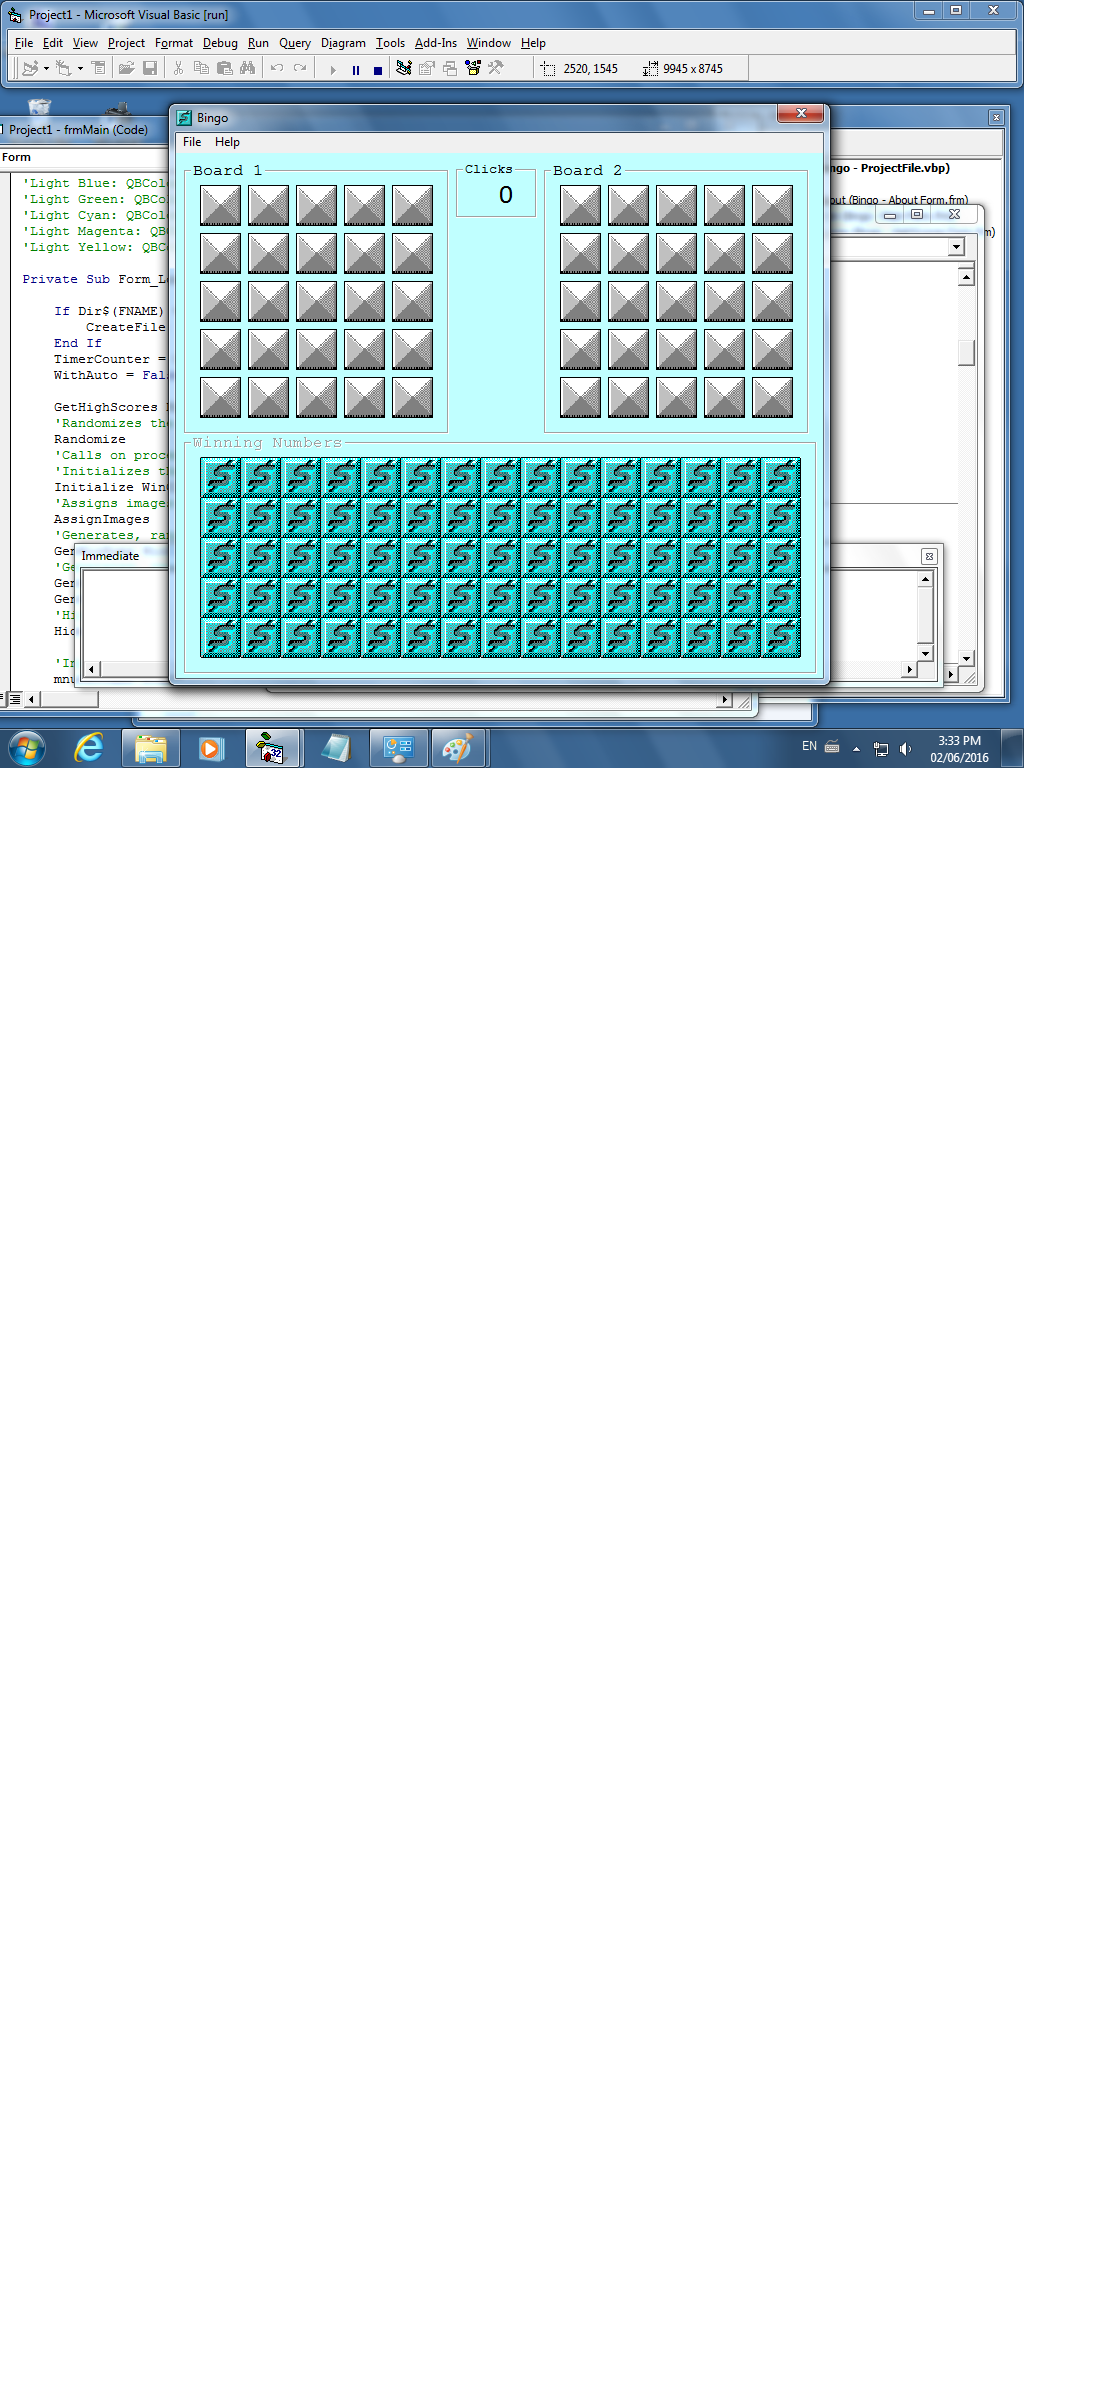 Project1 - Microsoft Visual Basic [run]
File Edit View Project Format Debug Run Query Diagram Tools Add-Ins Window Help
2520, 1545 9945 x 8745
Project1 - frmMain (Code)
Form
'Light Blue: QBCol
'Light Green: QBCo
'Light Cyan: QBCol
'Light Magenta: QB
'Light Yellow: QBC
Private Sub Form_L
If Dir$(FNAME)
CreateFile
End If
TimerCounter =
WithAuto = Fal
GetHighScores
'Randomizes th
Randomize
'Calls on proc
'Initializes t
Initialize Win
'Assigns image
AssignImages
'Generates, ra
Ge
'Ge
Ger
Ger
'Hi
Hid
'In
mnu
Bingo
File Help
Board 1
Clicks
0
Board 2
Winning Numbers
ngo - ProjectFile.vbp)
out (Bingo - About Form.frm)
m)
Immediate
32
EN
3:33 PM
02/06/2016